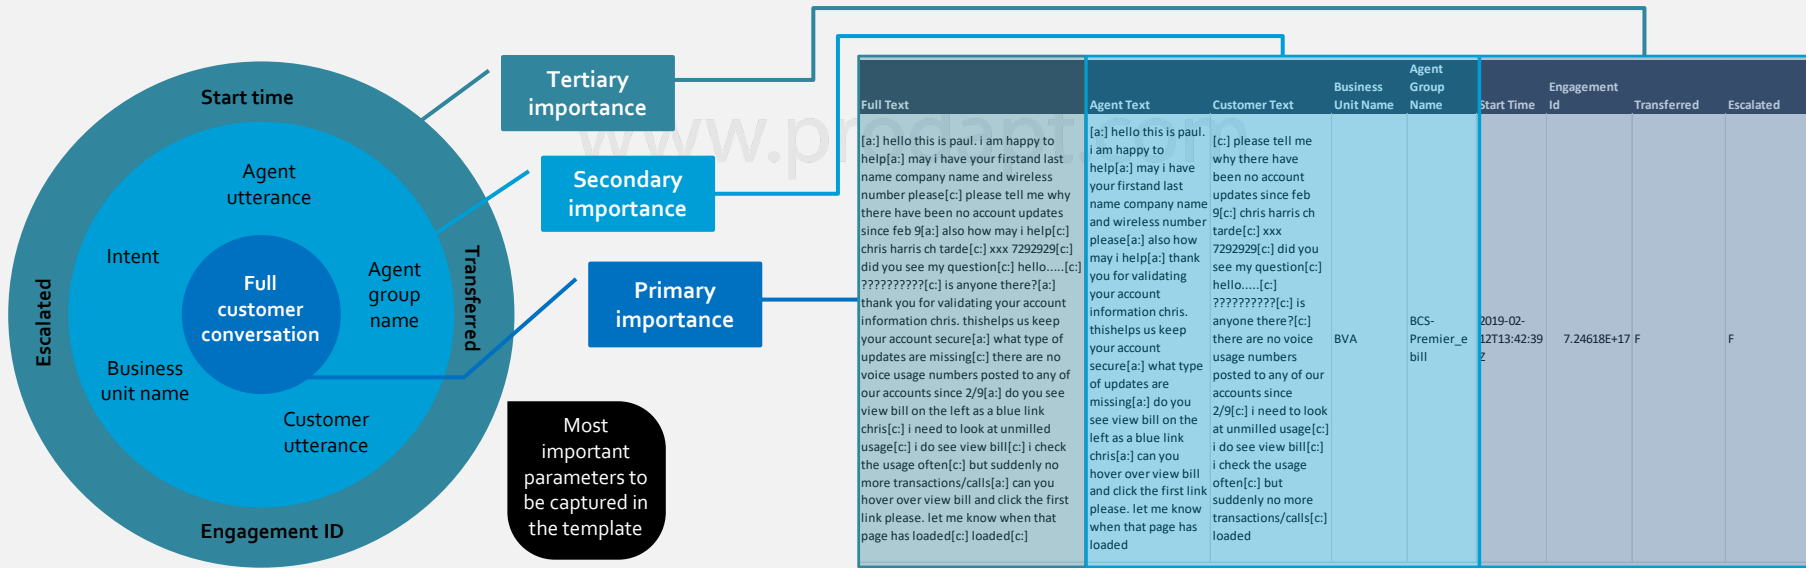 Start time
Agent
utterance
Intent
Agent
group
name
Full
customer
conversation
Business
unit name
Customer
utterance
Escalated
Transferred
Engagement ID
Tertiary
importance
Secondary
importance
Primary
importance
Most
important
parameters to
be captured in
the template
www.prodapt.com
Full Text
Agent Text
Customer Text
Business
Unit Name
Agent
Group
Name
Start Time
Engagement
Id
Transferred
Escalated
[a:] hello this is paul. i am happy to
help[a:] may i have your firstand last
name company name and wireless
number please[c:] please tell me why
there have been no account updates
since feb 9[a:] also how may i help[c:]
chris harris ch tarde[c:] xxx 7292929[c:]
did you see my question[c:] hello.....[c:]
??????????[c:] is anyone there?[a:]
thank you for validating your account
information chris. thishelps us keep
your account secure[a:] what type of
updates are missing[c:] there are no
voice usage numbers posted to any of
our accounts since 2/9[a:] do you see
view bill on the left as a blue link
chris[c:] i need to look at unmilled
usage[c:] i do see view bill[c:] i check
the usage often[c:] but suddenly no
more transactions/calls[a:] can you
hover over view bill and click the first
link please. let me know when that
page has loaded[c:] loaded[c:]
[a:] hello this is paul.
i am happy to
help[a:] may i have
your firstand last
name company name
and wireless number
please[a:] also how
may i help[a:] thank
you for validating
your account
information chris.
thishelps us keep
your account
secure[a:] what type
of updates are
missing[a:] do you
see view bill on the
left as a blue link
chris[a:] can you
hover over view bill
and click the first link
please. let me know
when that page has
loaded
[c:] please tell me
why there have
been no account
updates since feb
9[c:] chris harris ch
tarde[c:] xxx
7292929[c:] did you
see my question[c:]
hello.....[c:]
??????????[c:] is
anyone there?[c:]
there are no voice
usage numbers
posted to any of
our accounts since
2/9[c:] i need to look
at unmilled usage[c:]
i do see view bill[c:]
i check the usage
often[c:] but
suddenly no more
transactions/calls[c:]
loaded
BVA
BCS-
Premier_e
bill
2019-02-
12T13:42:39
Z
7.24618E+17
F
F